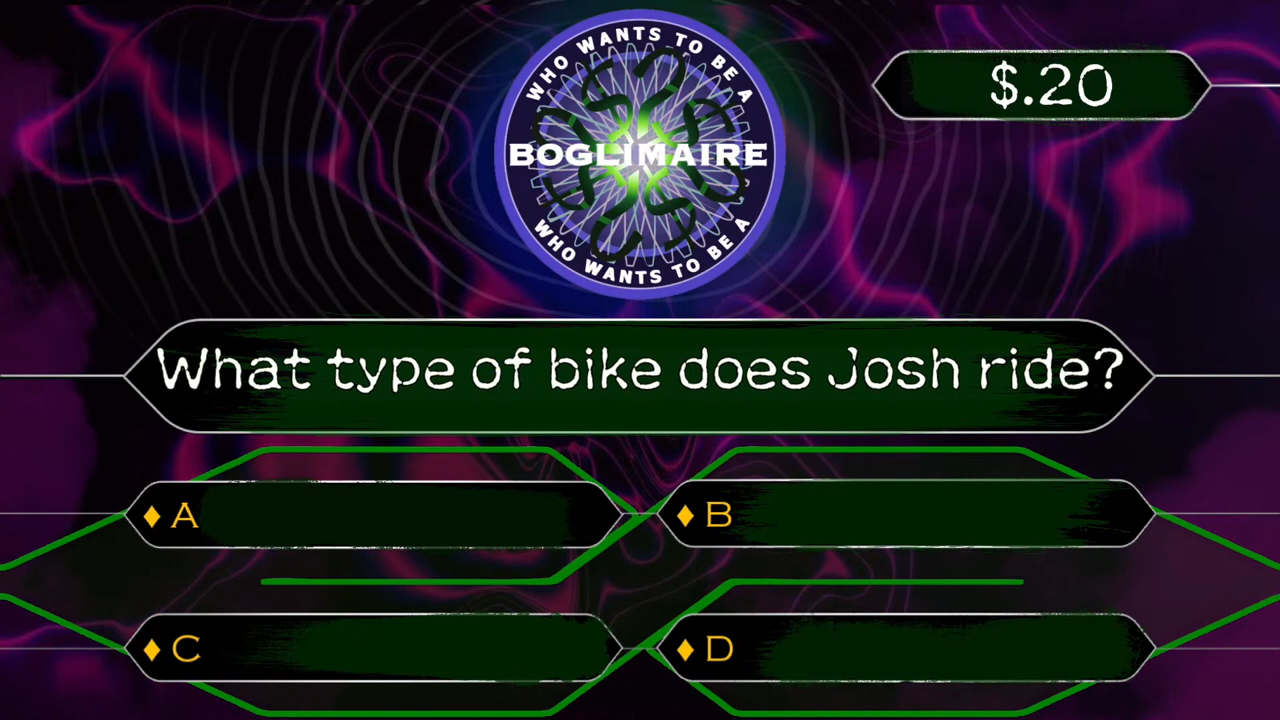 WHO WANTS TO BE A
BOGLIMAIRE
WHO WANTS TO BE A
$.20
What type of bike does Josh ride?
A
B
C
D